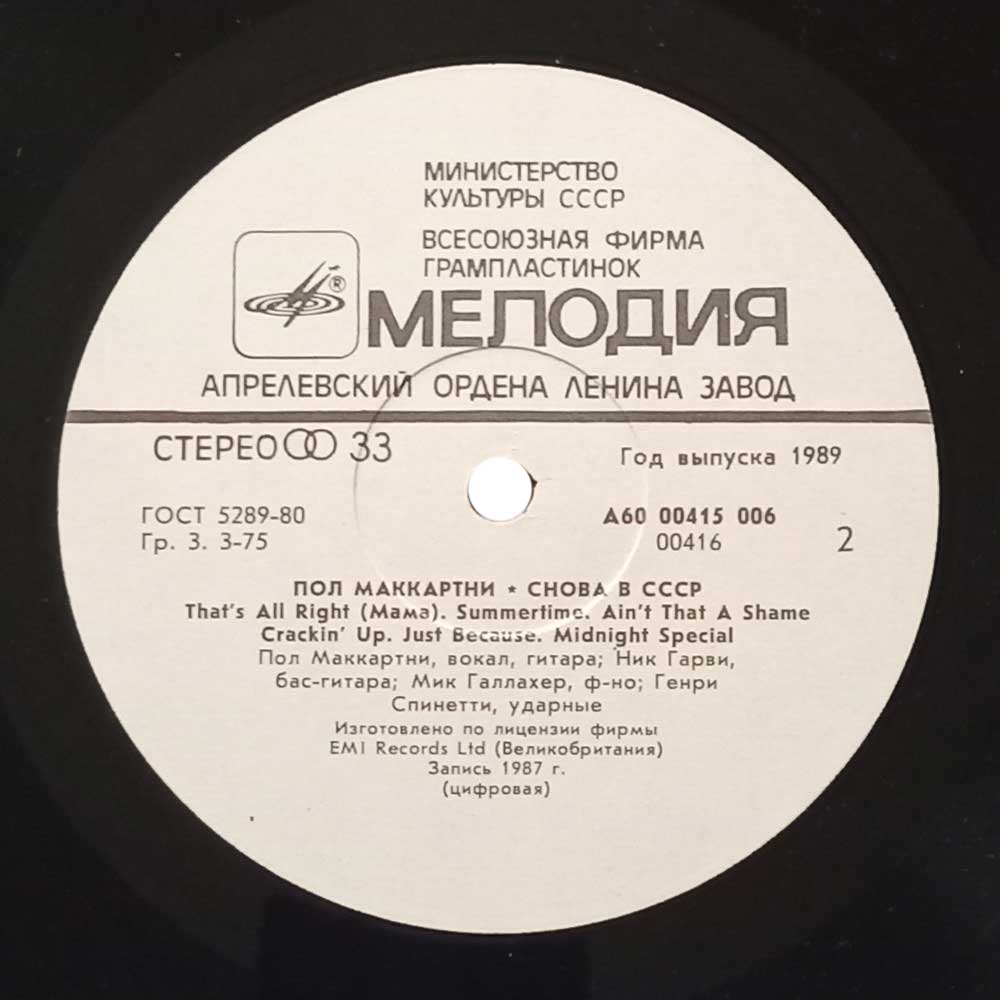 МИНИСТЕРСТВО
КУЛЬТУРЫ СССР
ВСЕСОЮЗНАЯ ФИРМА
ГРАМПЛАСТИНОК
®
МЕЛОДИЯ
АПРЕЛЕВСКИЙ ОРДЕНА ЛЕНИНА ЗАВОД
СТЕРЕО 33
Год выпуска 1989
ГОСТ 5289-80
Гр. 3. 3-75
А60 00415 006
00416
2
ПОЛ МАККАРТНИ ★ СНОВА В СССР
That's All Right (Мама). Summertime. Ain't That A Shame
Crackin' Up. Just Because. Midnight Special
Пол Маккартни, вокал, гитара; Ник Гарви,
бас-гитара; Мик Галлахер, ф-но; Генри
Спинетти, ударные
Изготовлено по лицензии фирмы
EMI Records Ltd (Великобритания)
Запись 1987 г.
(цифровая)